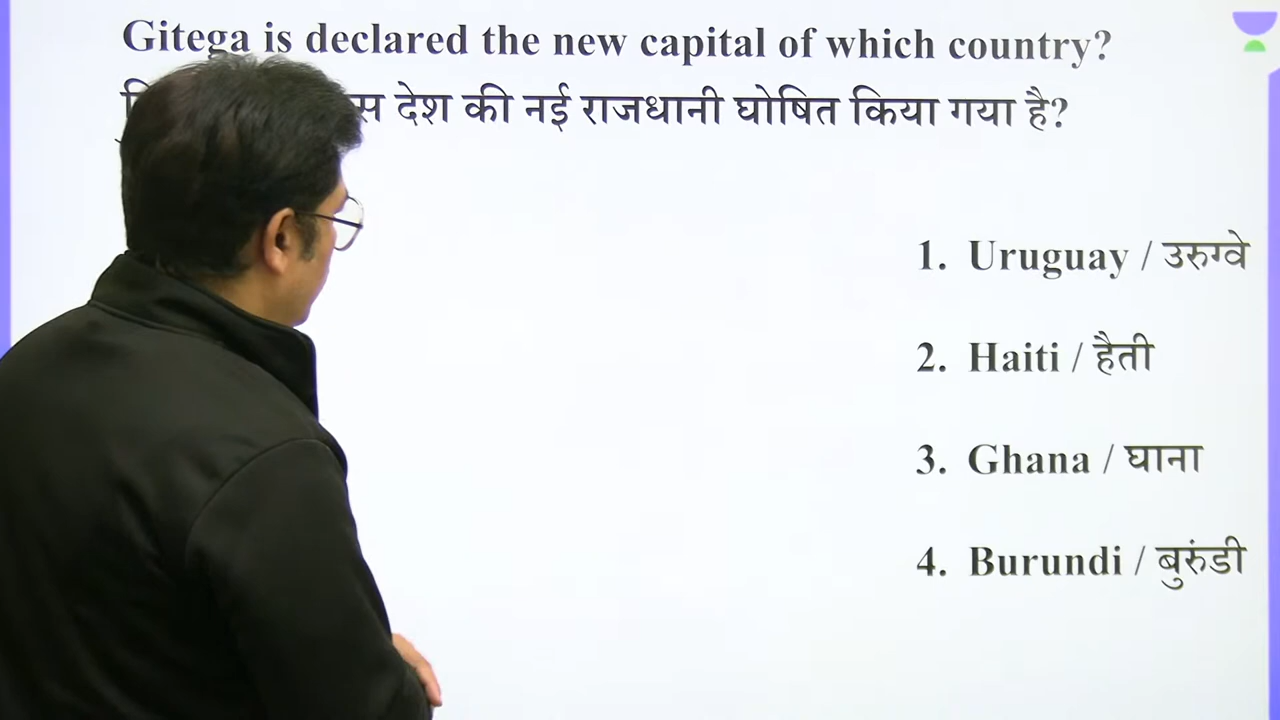 Gitega is declared the new capital of which country?
देश की नई राजधानी घोषित किया गया है?
1. Uruguay / उरुग्वे
2. Haiti / हैती
3. Ghana / घाना
4. Burundi / बुरुंडी